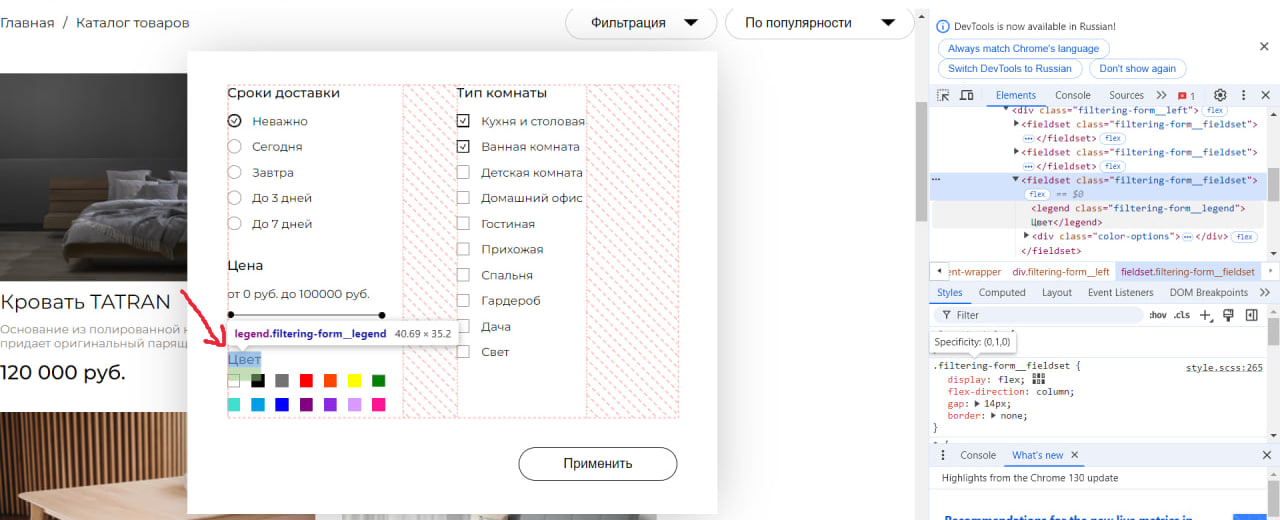 Главная / Каталог товаров
Фильтрация
По популярности
Сроки доставки
Неважно
Сегодня
Завтра
До 3 дней
До 7 дней
Цена
от 0 руб. до 100000 руб.
legend.filtering-form__legend 40.69 × 35.2
Цвет
Тип комнаты
Кухня и столовая
Ванная комната
Детская комната
Домашний офис
Гостиная
Прихожая
Спальня
Гардероб
Дача
Свет
Применить
Кровать TATRAN
Основание из полированной
придает оригинальный паря
120 000 руб.
DevTools is now available in Russian!
Always match Chrome's language
Switch DevTools to Russian
Don't show again
Elements Console Sources >> 1
<div class="filtering-form__left"> flex
<fieldset class="filtering-form__fieldset">
… </fieldset> flex
<fieldset class="filtering-form__fieldset">
… </fieldset> flex
… <fieldset class="filtering-form__fieldset">
flex == $0
<legend class="filtering-form__legend">
Цвет</legend>
<div class="color-options"> … </div> flex
</fieldset>
ent-wrapper div.filtering-form__left fieldset.filtering-form__fieldset
Styles Computed Layout Event Listeners DOM Breakpoints >>
Filter :hov .cls
Specificity: (0,1,0)
.filtering-form__fieldset { style.scss:265
display: flex;
flex-direction: column;
gap: 14px;
border: none;
}
Console What's new
Highlights from the Chrome 130 update
Recommendations for the new live metrics in